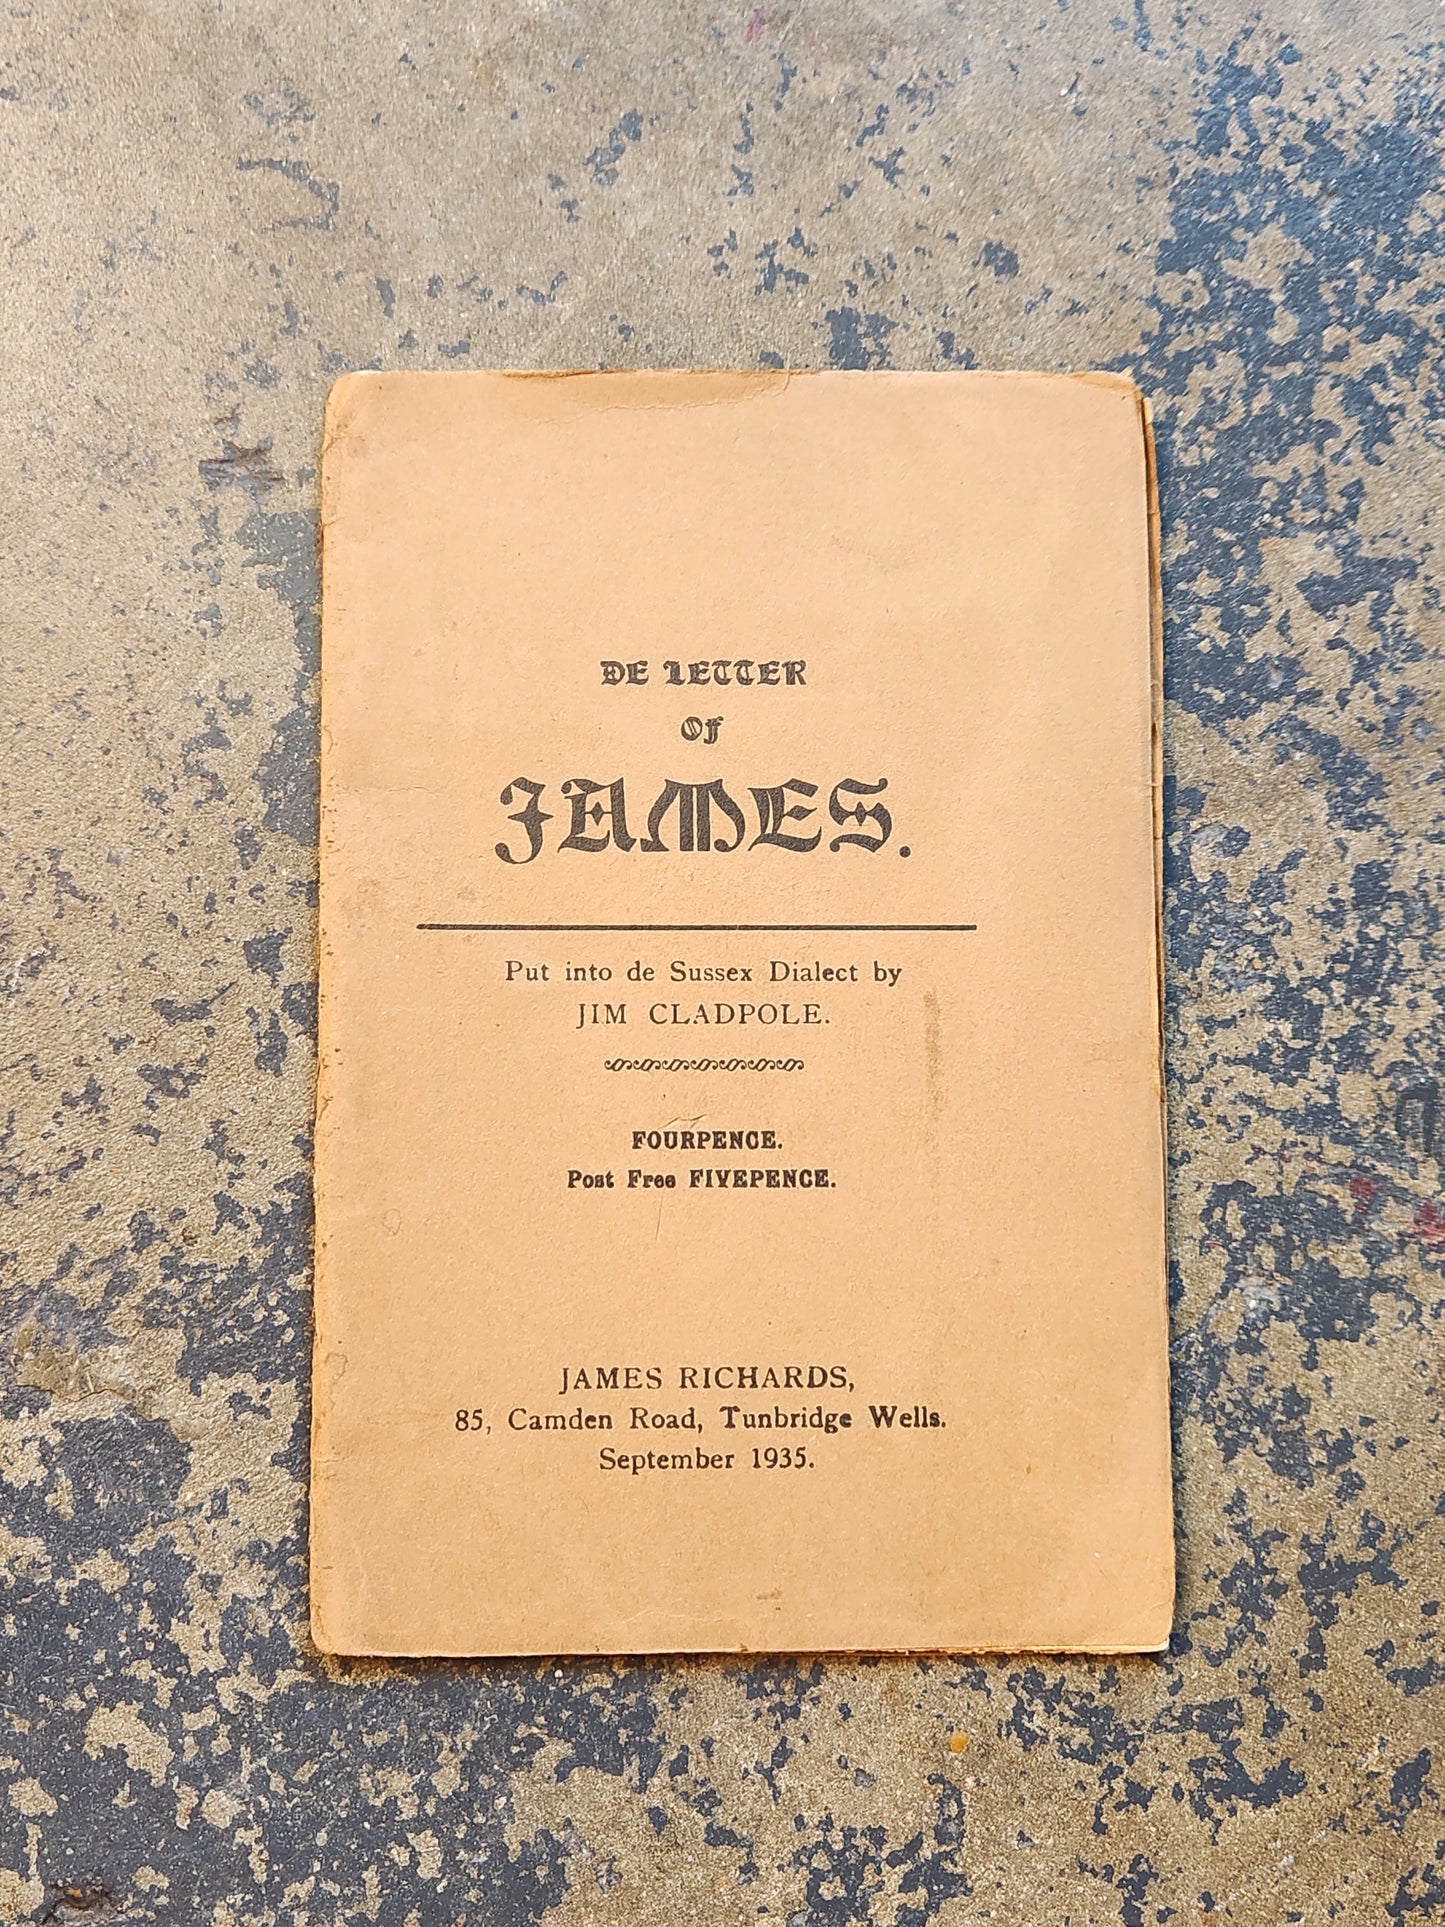 DE LETTER
OF
JAMES.
Put into de Sussex Dialect by
JIM CLADPOLE.
FOURPENCE.
Post Free FIVEPENCE.
JAMES RICHARDS,
85, Camden Road, Tunbridge Wells.
September 1935.